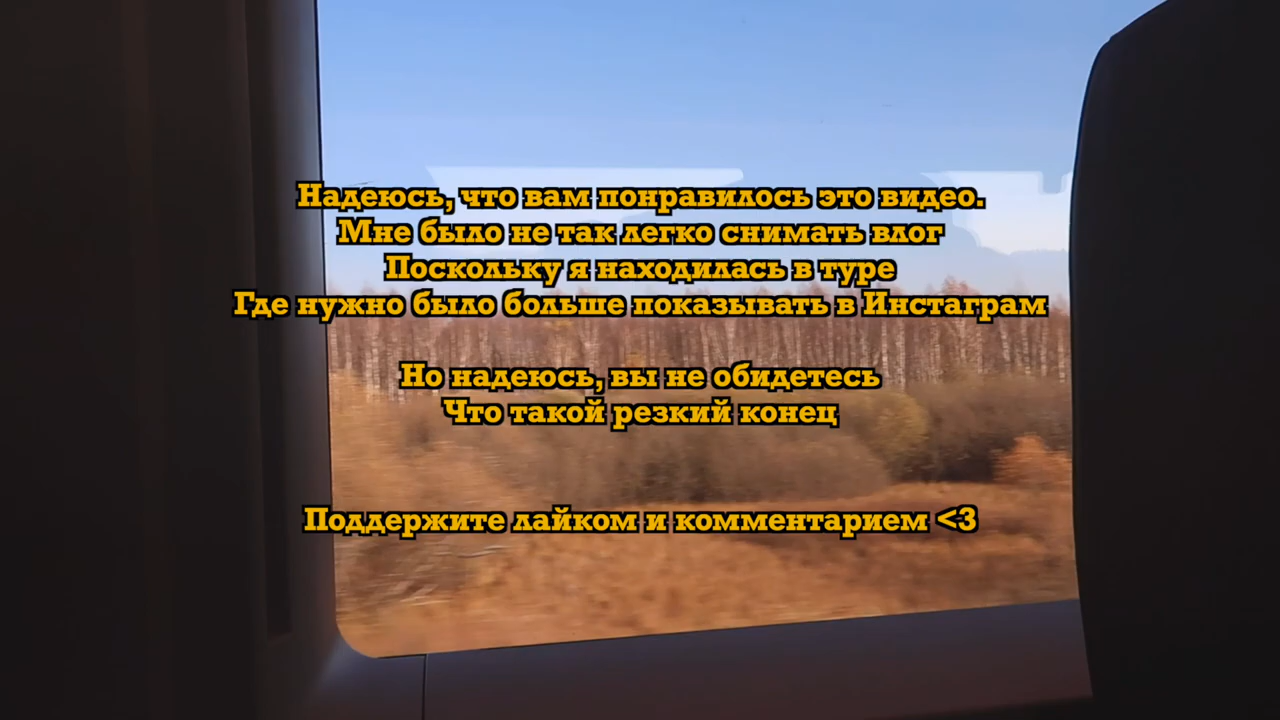 Надеюсь, что вам понравилось это видео.
Мне было не так легко снимать влог
Поскольку я находилась в туре
Где нужно было больше показывать в Инстаграм
Но надеюсь, вы не обидетесь
Что такой резкий конец
Поддержите лайком и комментарием <3